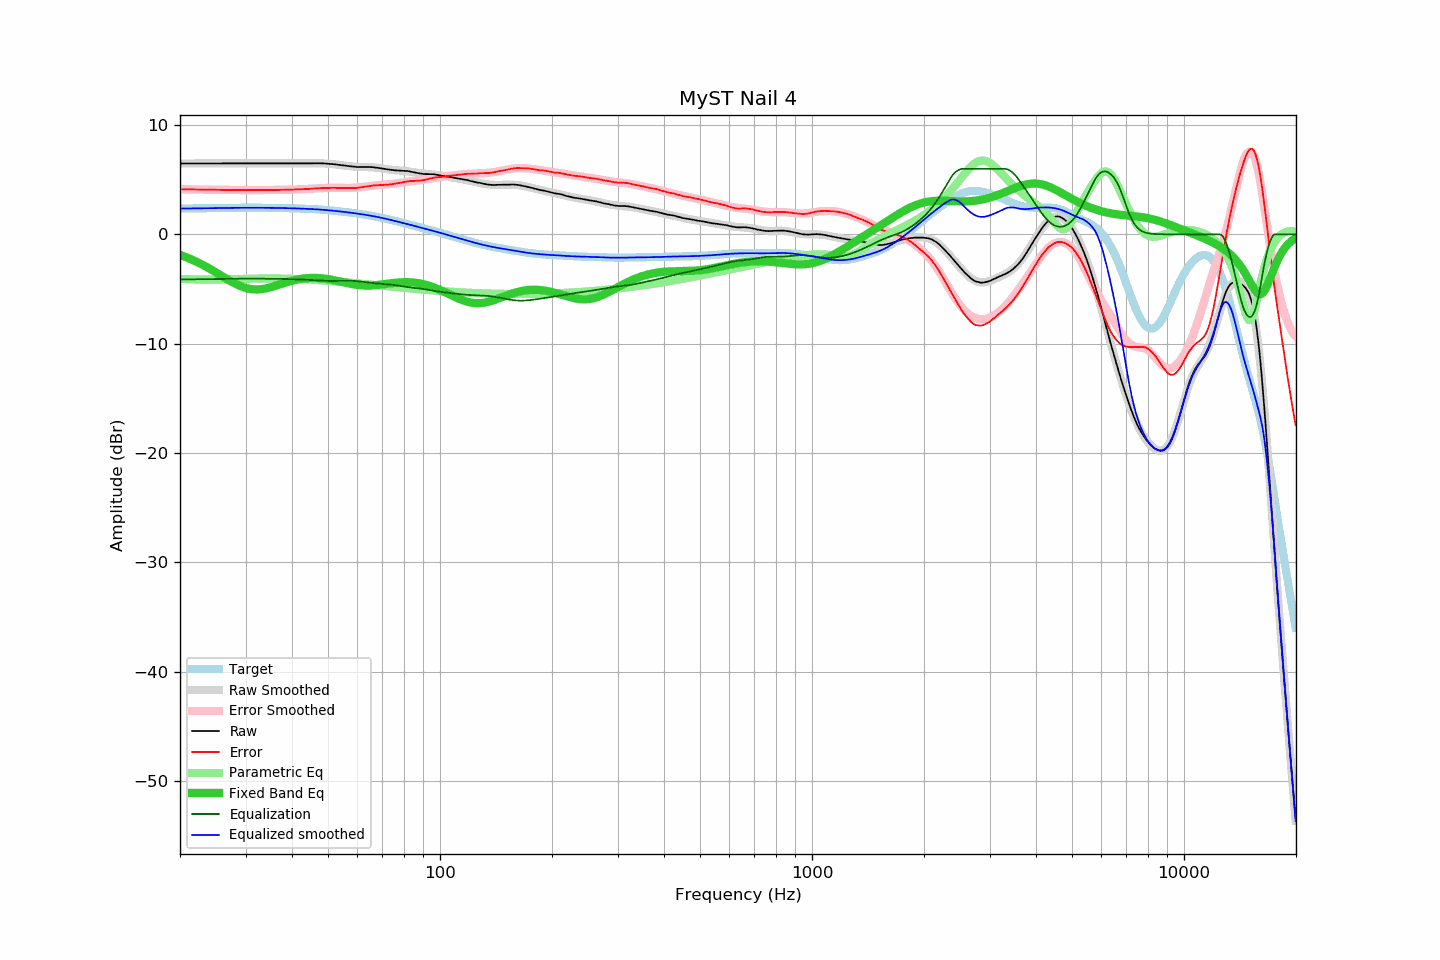 MyST Nail 4
10
0
−10
−20
−30
−40
−50
Amplitude (dBr)
Target
Raw Smoothed
Error Smoothed
Raw
Error
Parametric Eq
Fixed Band Eq
Equalization
Equalized smoothed
100
1000
10000
Frequency (Hz)